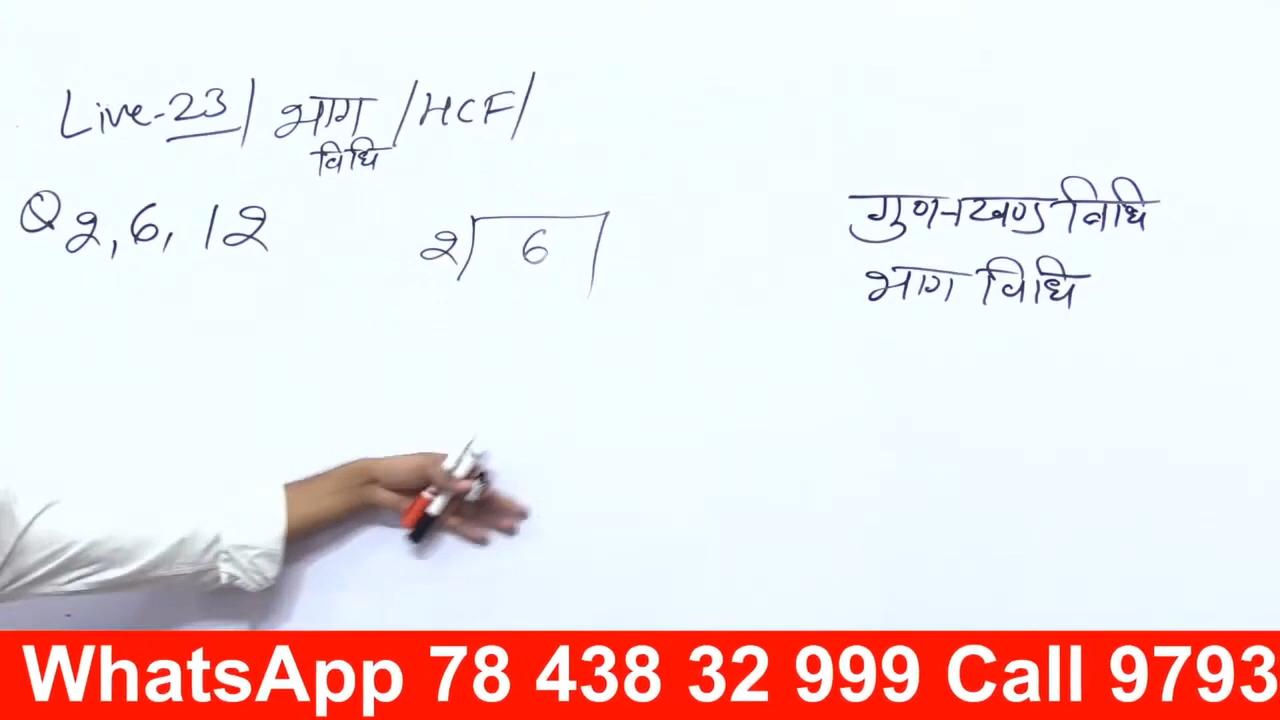 Live-23 / भाग / HCF /
विधि
Q 2, 6, 12
2) 6 (
गुणनखण्ड विधि
भाग विधि
WhatsApp 78 438 32 999 Call 9793